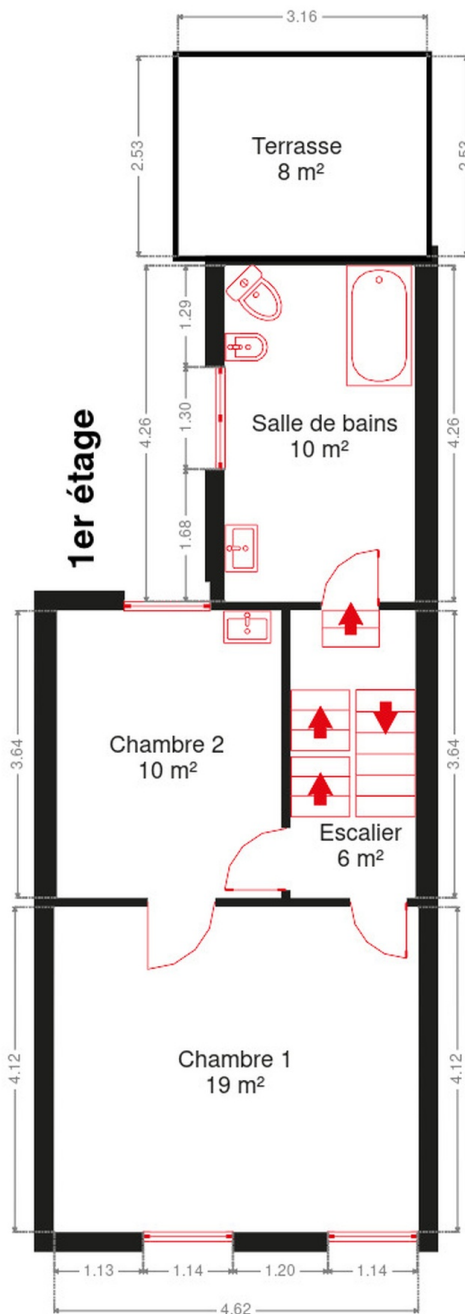 3.16
2.53
2.53
Terrasse
8 m²
1.29
4.26
1.30
4.26
1.68
Salle de bains
10 m²
1er étage
3.64
3.64
Chambre 2
10 m²
Escalier
6 m²
4.12
4.12
Chambre 1
19 m²
1.13
1.14
1.20
1.14
4.62